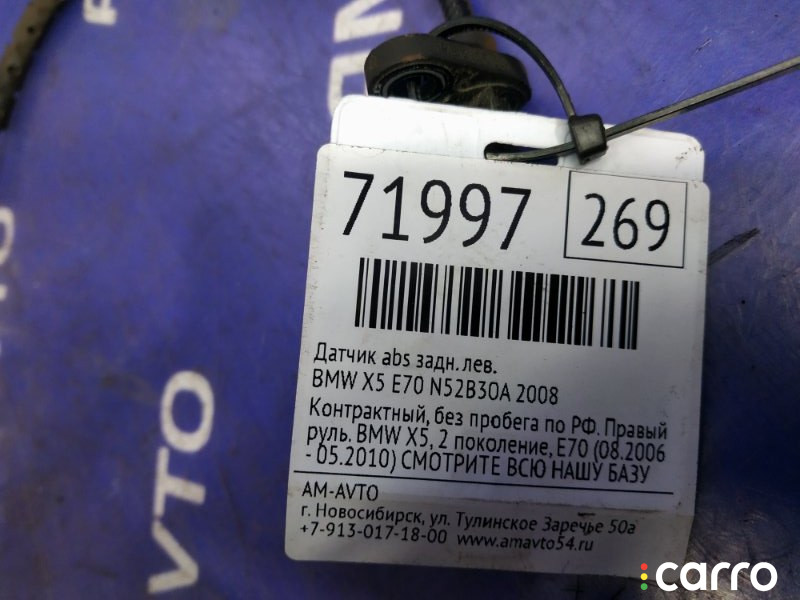 71997 269
Датчик abs задн. лев.
BMW X5 E70 N52B30A 2008
Контрактный, без пробега по РФ. Правый
руль. BMW X5, 2 поколение, E70 (08.2006
- 05.2010) СМОТРИТЕ ВСЮ НАШУ БАЗУ
AM-AVTO
г. Новосибирск, ул. Тулинское Заречье 50а
+7-913-017-18-00 www.amavto54.ru
VTO
carro